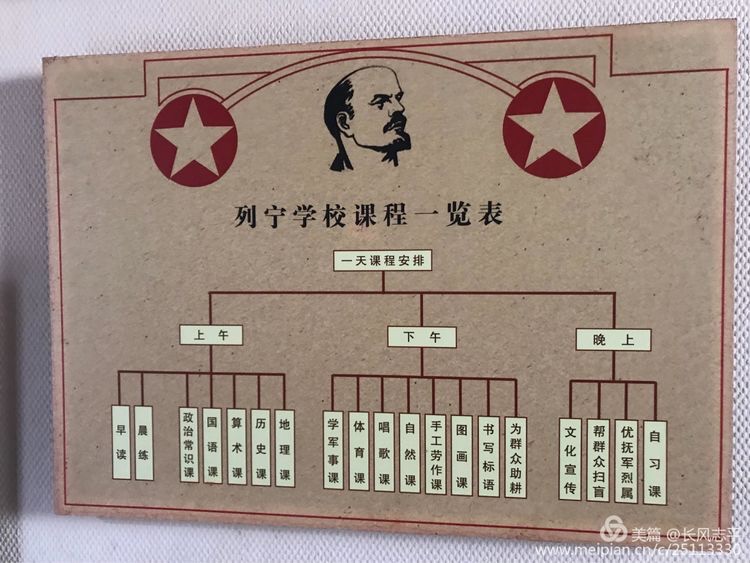 列宁学校课程一览表
一天课程安排
上午
下午
晚上
早读
晨练
政治常识课
国语课
算术课
历史课
地理课
学军事课
体育课
唱歌课
自然课
手工劳作课
图画课
书写标语
为群众助耕
文化宣传
帮群众扫盲
优抚军烈属
自习课
美篇 @长风志平
www.meipian.cn/c/25113330